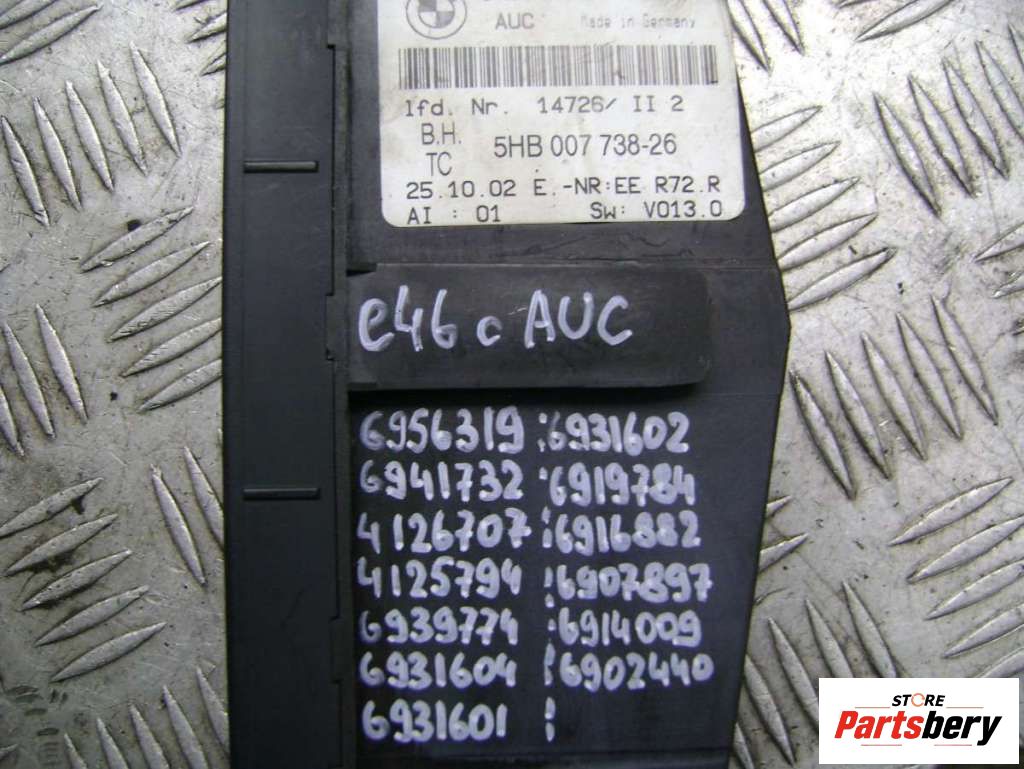 AUC Made in Germany
lfd. Nr. 14726/ II 2
B.H.
TC 5HB 007 738-26
25.10.02 E.-NR:EE R72.R
AI : 01 Sw: V013.0
e46 c AUC
6956319 : 6931602
6941732 : 6919784
4126707 : 6916882
4125794 : 6907897
6939774 : 6914009
6931604 : 6902440
6931601 :
STORE
Partsbery